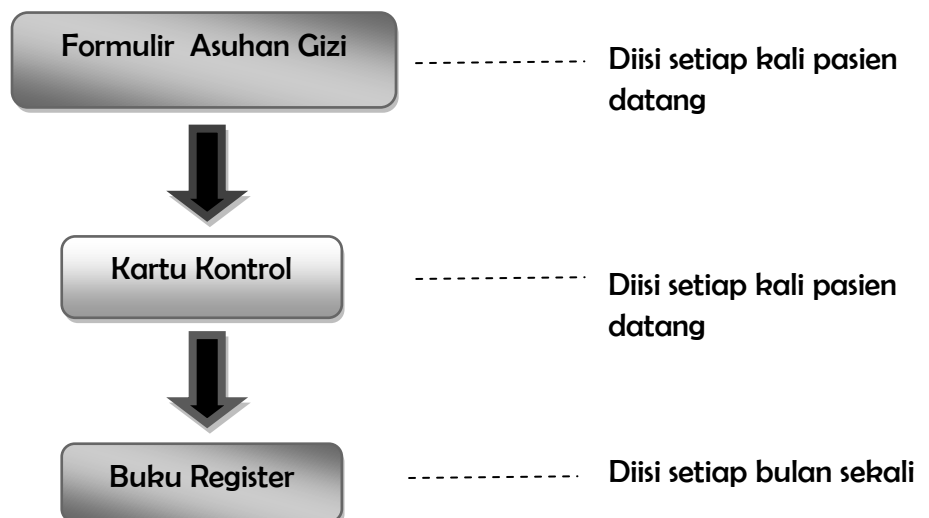 Formulir Asuhan Gizi
Diisi setiap kali pasien
datang
Kartu Kontrol
Diisi setiap kali pasien
datang
Buku Register
Diisi setiap bulan sekali